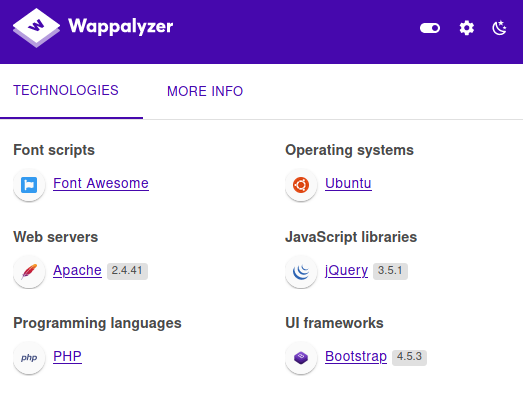 Wappalyzer
TECHNOLOGIES MORE INFO
Font scripts
Font Awesome
Operating systems
Ubuntu
Web servers
Apache 2.4.41
JavaScript libraries
jQuery 3.5.1
Programming languages
php PHP
UI frameworks
Bootstrap 4.5.3